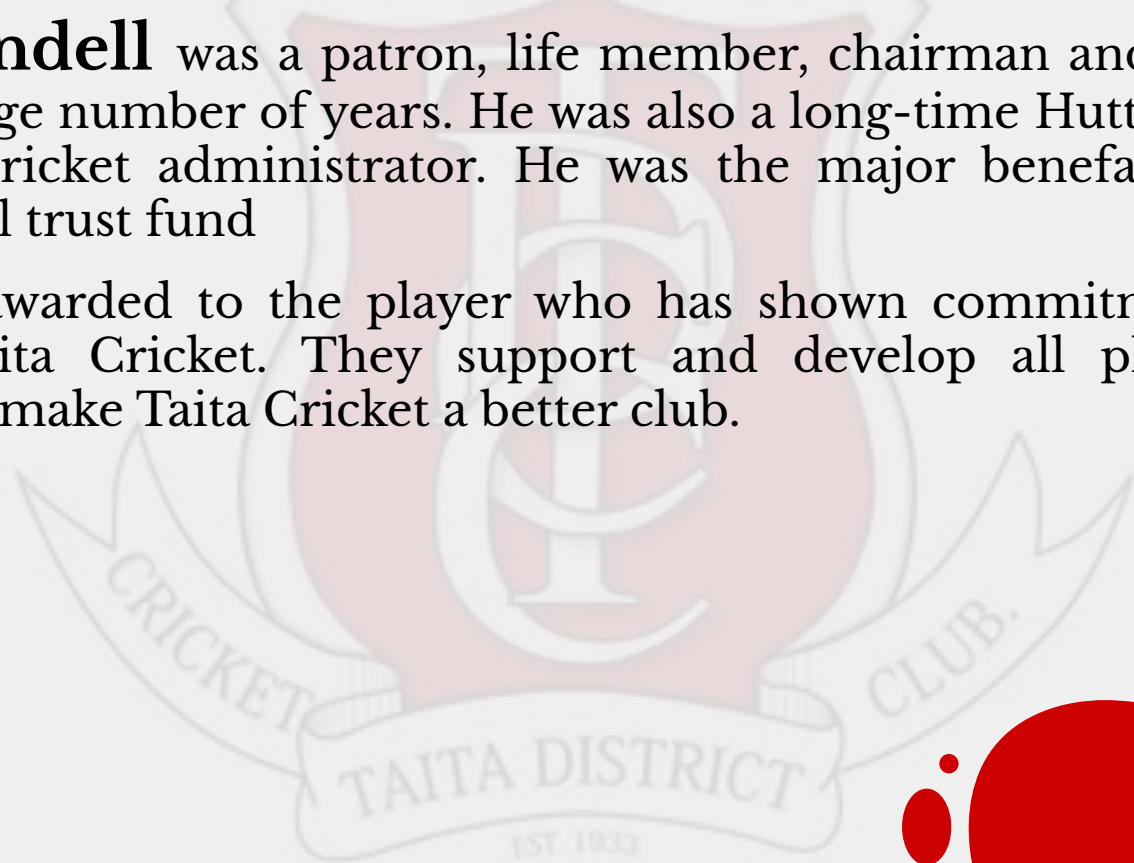 ndell was a patron, life member, chairman and
ge number of years. He was also a long-time Hutt
ricket administrator. He was the major benefa
l trust fund
warded to the player who has shown commitm
ita Cricket. They support and develop all pl
make Taita Cricket a better club.
CRICKET
CLUB.
TAITA DISTRICT
EST. 1933